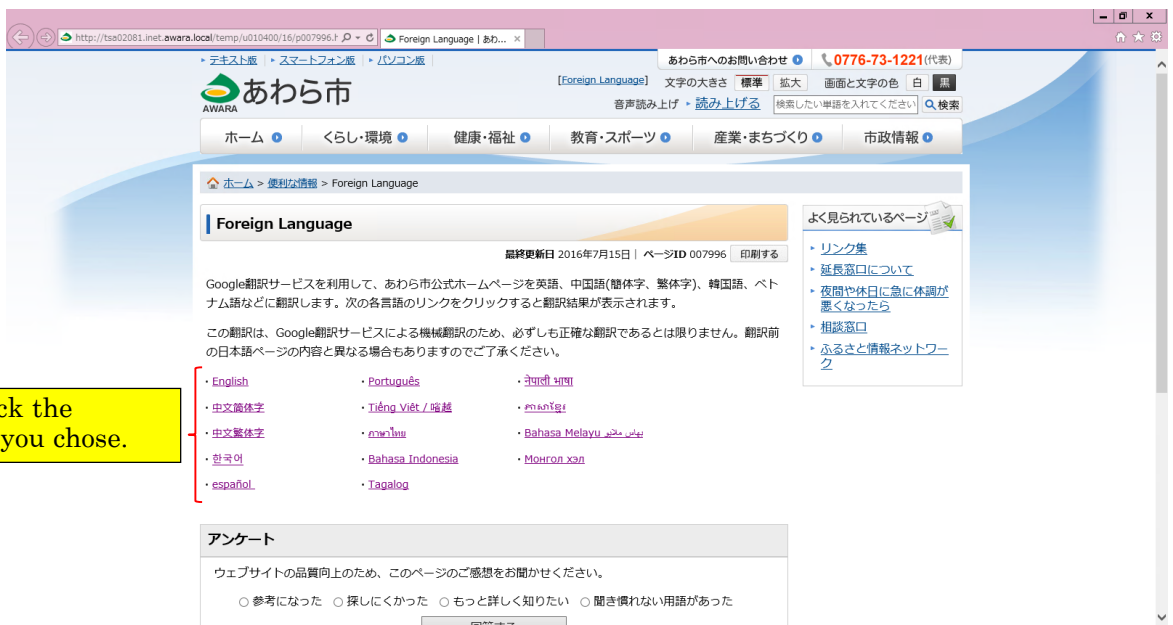 http://tsa02081.inet.awara.local/temp/u010400/16/p007996.h
Foreign Language | あわ...
テキスト版 | スマートフォン版 | パソコン版
あわら市へのお問い合わせ 0776-73-1221(代表)
あわら市
AWARA
[Foreign Language] 文字の大きさ 標準 拡大 画面と文字の色 白 黒
音声読み上げ 読み上げる 検索したい単語を入れてください 検索
ホーム くらし・環境 健康・福祉 教育・スポーツ 産業・まちづくり 市政情報
ホーム > 便利な情報 > Foreign Language
Foreign Language
最終更新日 2016年7月15日 | ページID 007996 印刷する
Google翻訳サービスを利用して、あわら市公式ホームページを英語、中国語(簡体字、繁体字)、韓国語、ベト
ナム語などに翻訳します。次の各言語のリンクをクリックすると翻訳結果が表示されます。
この翻訳は、Google翻訳サービスによる機械翻訳のため、必ずしも正確な翻訳であるとは限りません。翻訳前
の日本語ページの内容と異なる場合もありますのでご了承ください。
・English ・Português ・नेपाली भाषा
・中文简体字 ・Tiếng Việt / 㗂越 ・ភាសាខ្មែរ
・中文繁体字 ・ภาษาไทย ・Bahasa Melayu بهاس ملايو
・한국어 ・Bahasa Indonesia ・Монгол хэл
・español ・Tagalog
ck the
you chose.
よく見られているページ
リンク集
延長窓口について
夜間や休日に急に体調が
悪くなったら
相談窓口
ふるさと情報ネットワー
ク
アンケート
ウェブサイトの品質向上のため、このページのご感想をお聞かせください。
参考になった 探しにくかった もっと詳しく知りたい 聞き慣れない用語があった
回答する